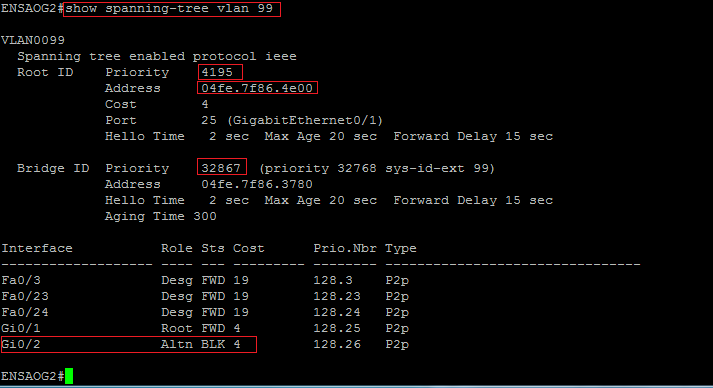 ENSAOG2#show spanning-tree vlan 99
VLAN0099
  Spanning tree enabled protocol ieee
  Root ID    Priority    4195
             Address     04fe.7f86.4e00
             Cost        4
             Port        25 (GigabitEthernet0/1)
             Hello Time   2 sec  Max Age 20 sec  Forward Delay 15 sec
  Bridge ID  Priority    32867  (priority 32768 sys-id-ext 99)
             Address     04fe.7f86.3780
             Hello Time   2 sec  Max Age 20 sec  Forward Delay 15 sec
             Aging Time 300
Interface           Role Sts Cost      Prio.Nbr Type
------------------- ---- --- --------- -------- --------------------------------
Fa0/3               Desg FWD 19        128.3    P2p
Fa0/23              Desg FWD 19        128.23   P2p
Fa0/24              Desg FWD 19        128.24   P2p
Gi0/1               Root FWD 4         128.25   P2p
Gi0/2               Altn BLK 4         128.26   P2p
ENSAOG2#